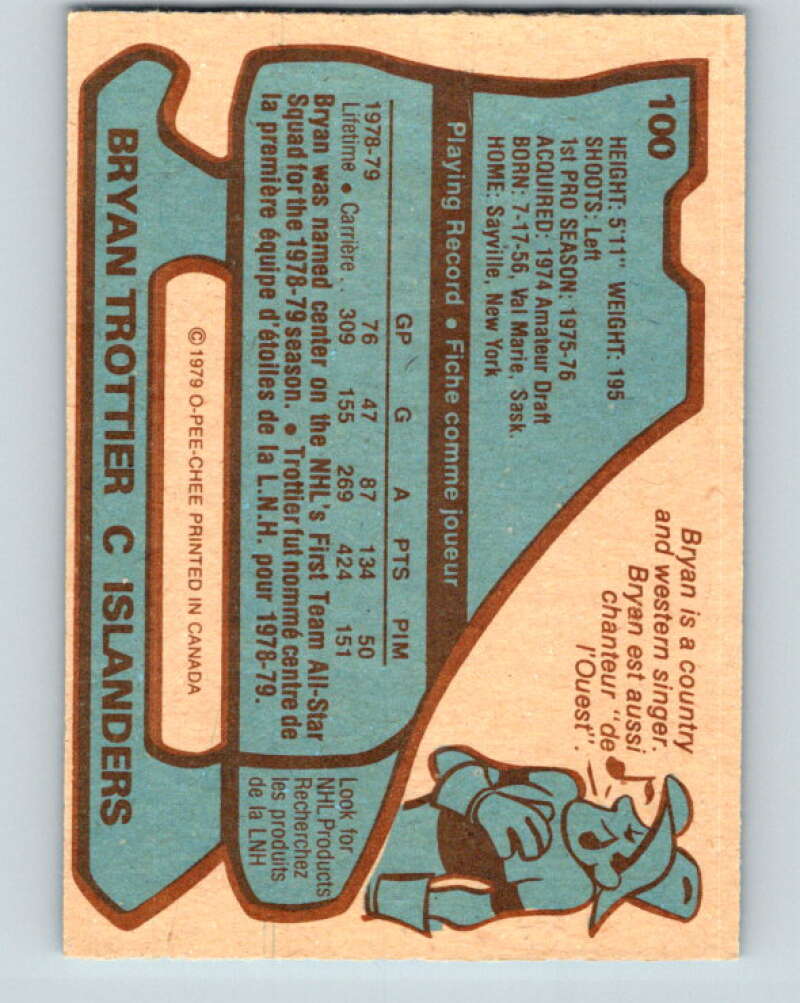 100
HEIGHT: 5'11" WEIGHT: 195
SHOOTS: Left
1st PRO SEASON: 1975-76
ACQUIRED: 1974 Amateur Draft
BORN: 7-17-56, Val Marie, Sask.
HOME: Sayville, New York
Bryan is a country
and western singer.
Bryan est aussi
chanteur "de
l'Ouest".
Playing Record • Fiche comme joueur
GP G A PTS PIM
1978-79 76 47 87 134 50
Lifetime • Carrière . . 309 155 269 424 151
Bryan was named center on the NHL's First Team All-Star
Squad for the 1978-79 season. • Trottier fut nommé centre de
la première équipe d'étoiles de la L.N.H. pour 1978-79.
Look for
NHL Products
Recherchez
les produits
de la LNH
© 1979 O-PEE-CHEE PRINTED IN CANADA
BRYAN TROTTIER C ISLANDERS